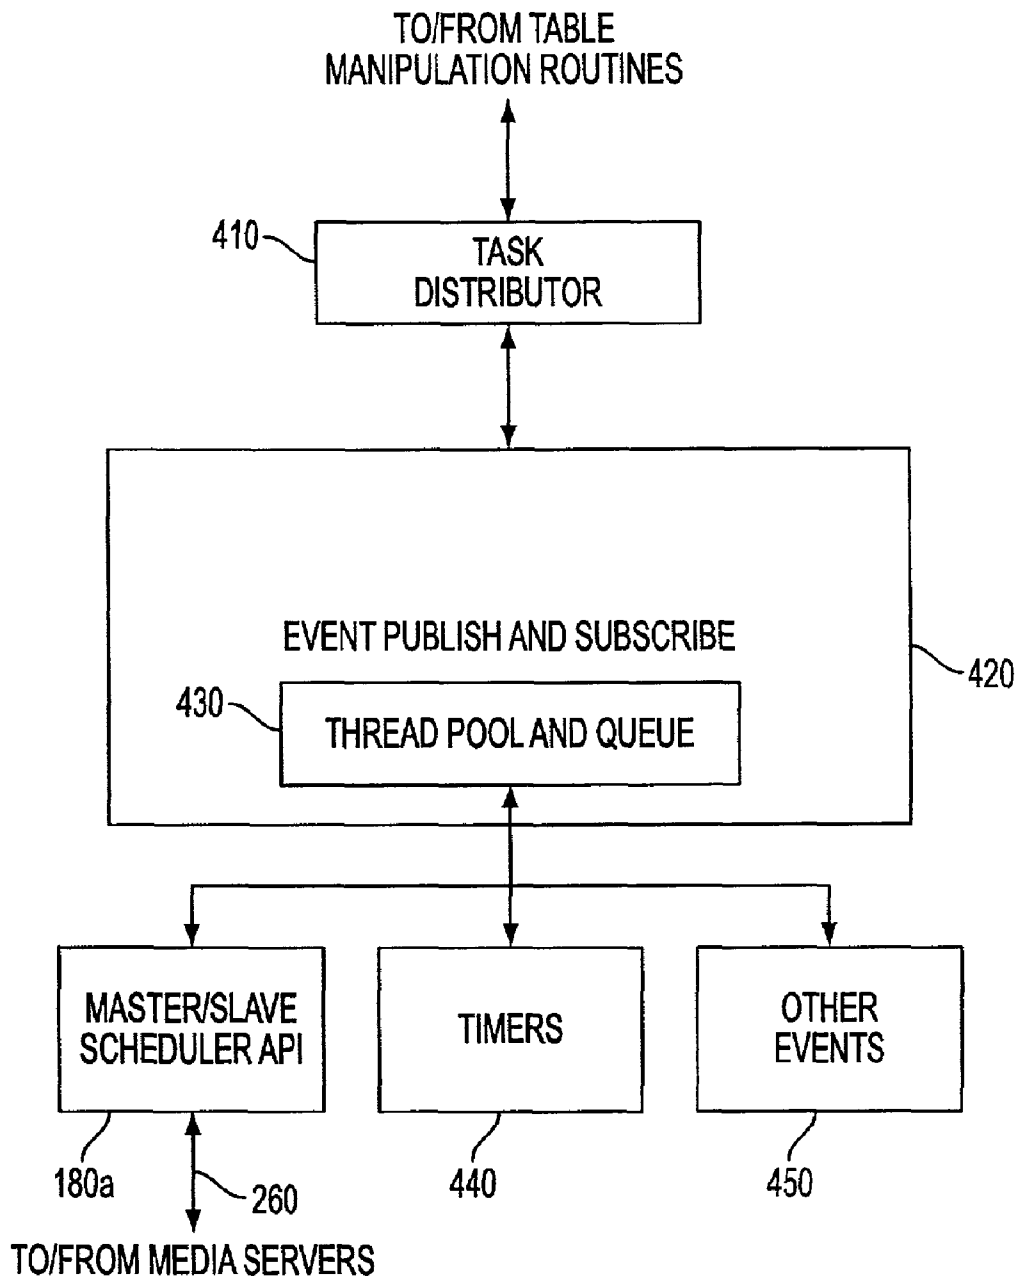 TO/FROM TABLE
MANIPULATION ROUTINES
410
TASK
DISTRIBUTOR
EVENT PUBLISH AND SUBSCRIBE
420
430
THREAD POOL AND QUEUE
MASTER/SLAVE
SCHEDULER API
TIMERS
OTHER
EVENTS
180a
260
440
450
TO/FROM MEDIA SERVERS